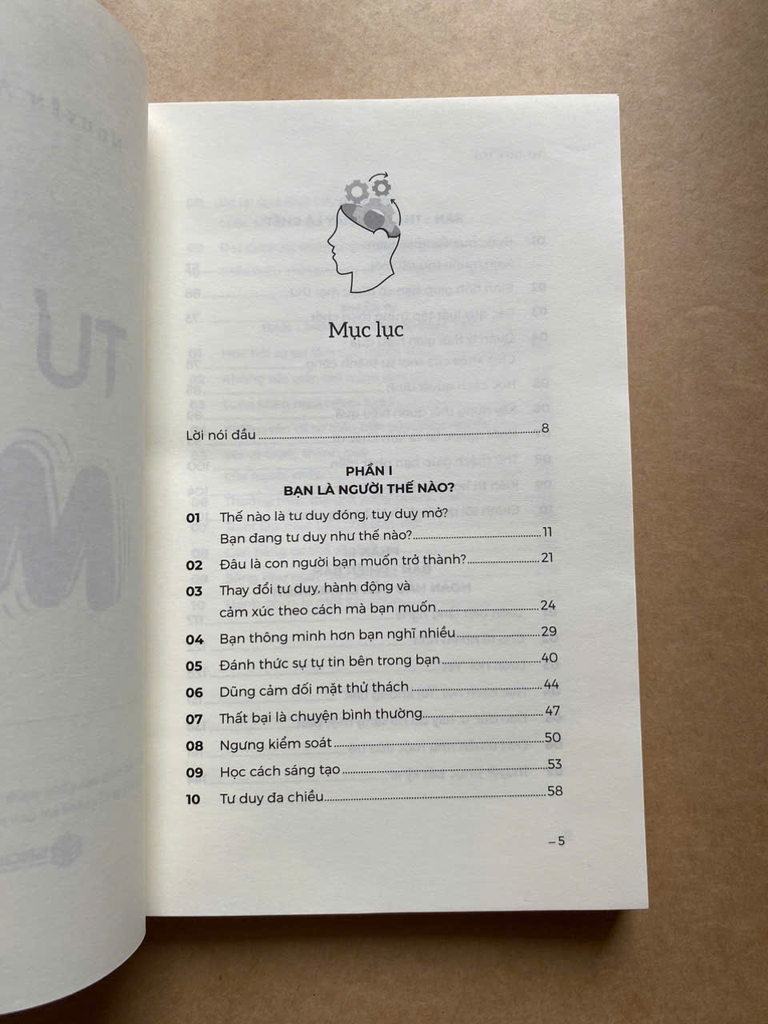 Mục lục
Lời nói đầu 8
PHẦN I
BẠN LÀ NGƯỜI THẾ NÀO?
01 Thế nào là tư duy đóng, tuy duy mở?
Bạn đang tư duy như thế nào? 11
02 Đâu là con người bạn muốn trở thành? 21
03 Thay đổi tư duy, hành động và
cảm xúc theo cách mà bạn muốn 24
04 Bạn thông minh hơn bạn nghĩ nhiều 29
05 Đánh thức sự tự tin bên trong bạn 40
06 Dũng cảm đối mặt thử thách 44
07 Thất bại là chuyện bình thường 47
08 Ngưng kiểm soát 50
09 Học cách sáng tạo 53
10 Tư duy đa chiều 58
– 5